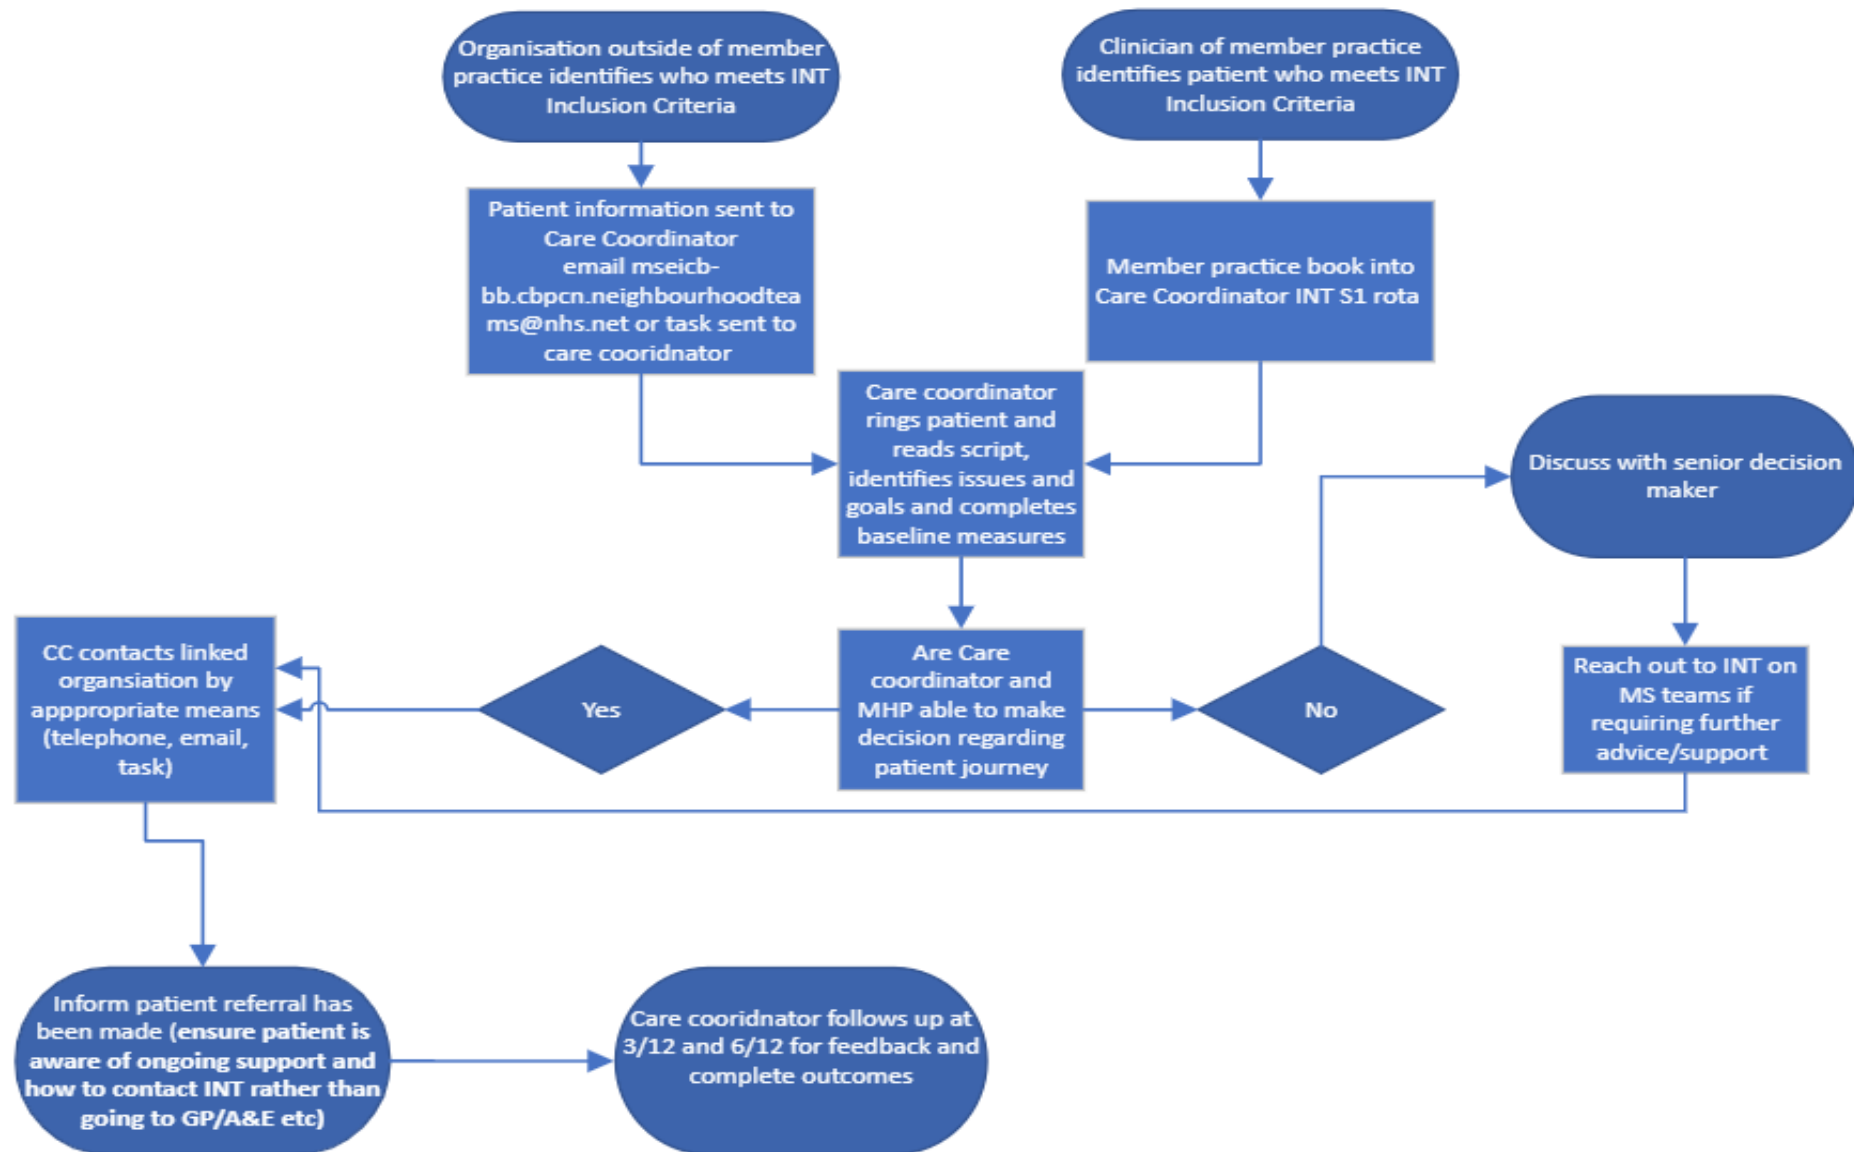 Organisation outside of member
practice identifies who meets INT
Inclusion Criteria
Clinician of member practice
identifies patient who meets INT
Inclusion Criteria
Patient information sent to
Care Coordinator
email mseicb-
bb.cbpcn.neighbourhoodtea
ms@nhs.net or task sent to
care cooridnator
Member practice book into
Care Coordinator INT S1 rota
Care coordinator
rings patient and
reads script,
identifies issues and
goals and completes
baseline measures
Discuss with senior decision
maker
CC contacts linked
organsiation by
apppropriate means
(telephone, email,
task)
Yes
Are Care
coordinator and
MHP able to make
decision regarding
patient journey
No
Reach out to INT on
MS teams if
requiring further
advice/support
Inform patient referral has
been made (ensure patient is
aware of ongoing support and
how to contact INT rather than
going to GP/A&E etc)
Care cooridnator follows up at
3/12 and 6/12 for feedback and
complete outcomes